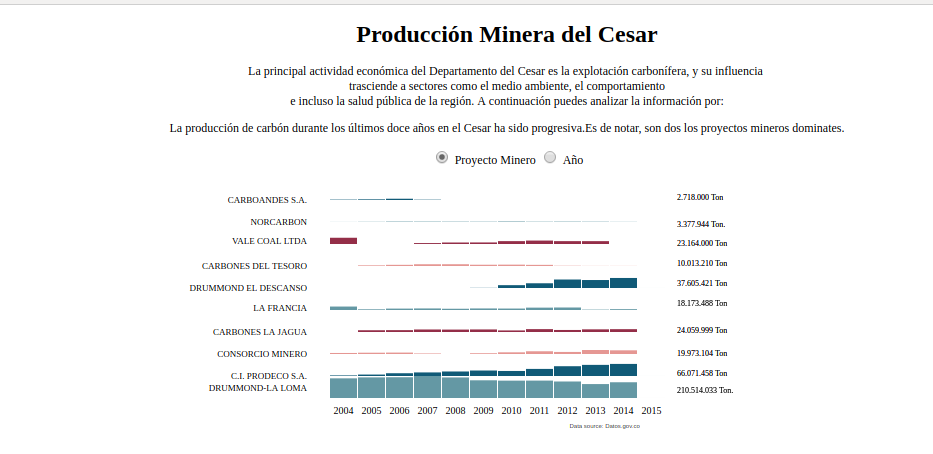 Producción Minera del Cesar
La principal actividad económica del Departamento del Cesar es la explotación carbonífera, y su influencia
trasciende a sectores como el medio ambiente, el comportamiento
e incluso la salud pública de la región. A continuación puedes analizar la información por:
La producción de carbón durante los últimos doce años en el Cesar ha sido progresiva.Es de notar, son dos los proyectos mineros dominates.
Proyecto Minero Año
CARBOANDES S.A. 2.718.000 Ton
NORCARBON 3.377.944 Ton.
VALE COAL LTDA 23.164.000 Ton
CARBONES DEL TESORO 10.013.210 Ton
DRUMMOND EL DESCANSO 37.605.421 Ton
LA FRANCIA 18.173.488 Ton
CARBONES LA JAGUA 24.059.999 Ton
CONSORCIO MINERO 19.973.104 Ton
C.I. PRODECO S.A. 66.071.458 Ton
DRUMMOND-LA LOMA 210.514.033 Ton.
2004 2005 2006 2007 2008 2009 2010 2011 2012 2013 2014 2015
Data source: Datos.gov.co